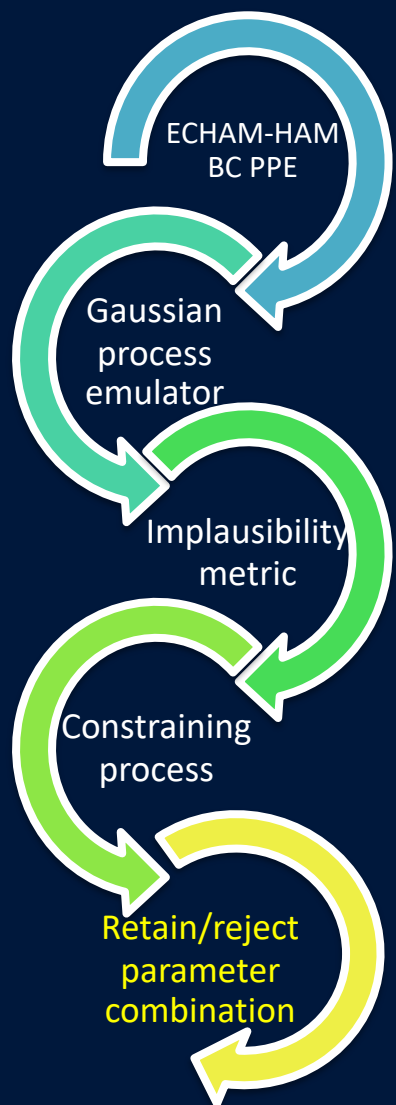 ECHAM-HAM
BC PPE
Gaussian
process
emulator
Implausibility
metric
Constraining
process
Retain/reject
parameter
combination